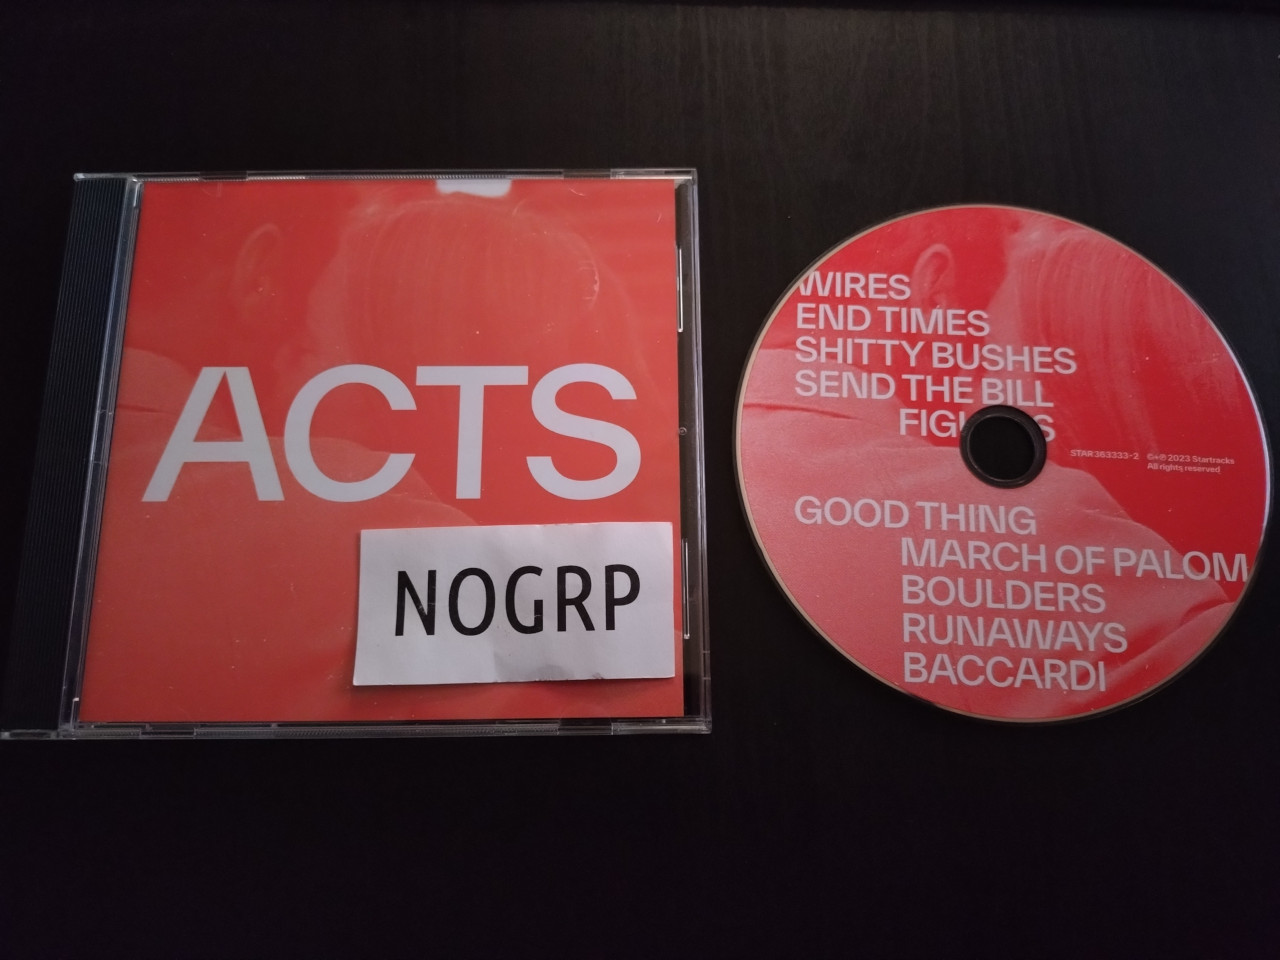 ACTS
NOGRP
WIRES
END TIMES
SHITTY BUSHES
SEND THE BILL
STAR363333-2 ©+℗ 2023 Startracks
All rights reserved
GOOD THING
MARCH OF PALOM
BOULDERS
RUNAWAYS
BACCARDI